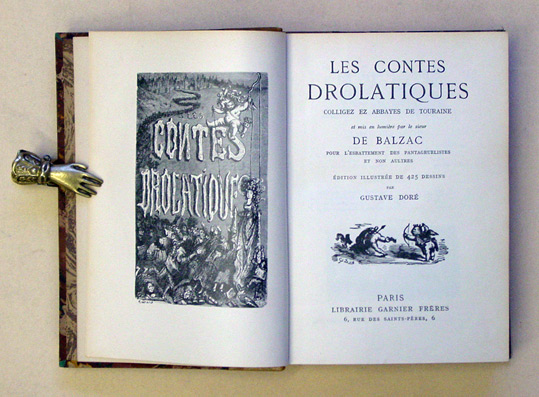 CONTES
DROLATIQUES
LES CONTES
DROLATIQUES
COLLIGEZ EZ ABBAYES DE TOURAINE
et mis en lumière par le sieur
DE BALZAC
POUR L'ESBATTEMENT DES PANTAGRUELISTES
ET NON AULTRES
ÉDITION ILLUSTRÉE DE 425 DESSINS
PAR
GUSTAVE DORÉ
PARIS
LIBRAIRIE GARNIER FRÈRES
6, RUE DES SAINTS-PÈRES, 6